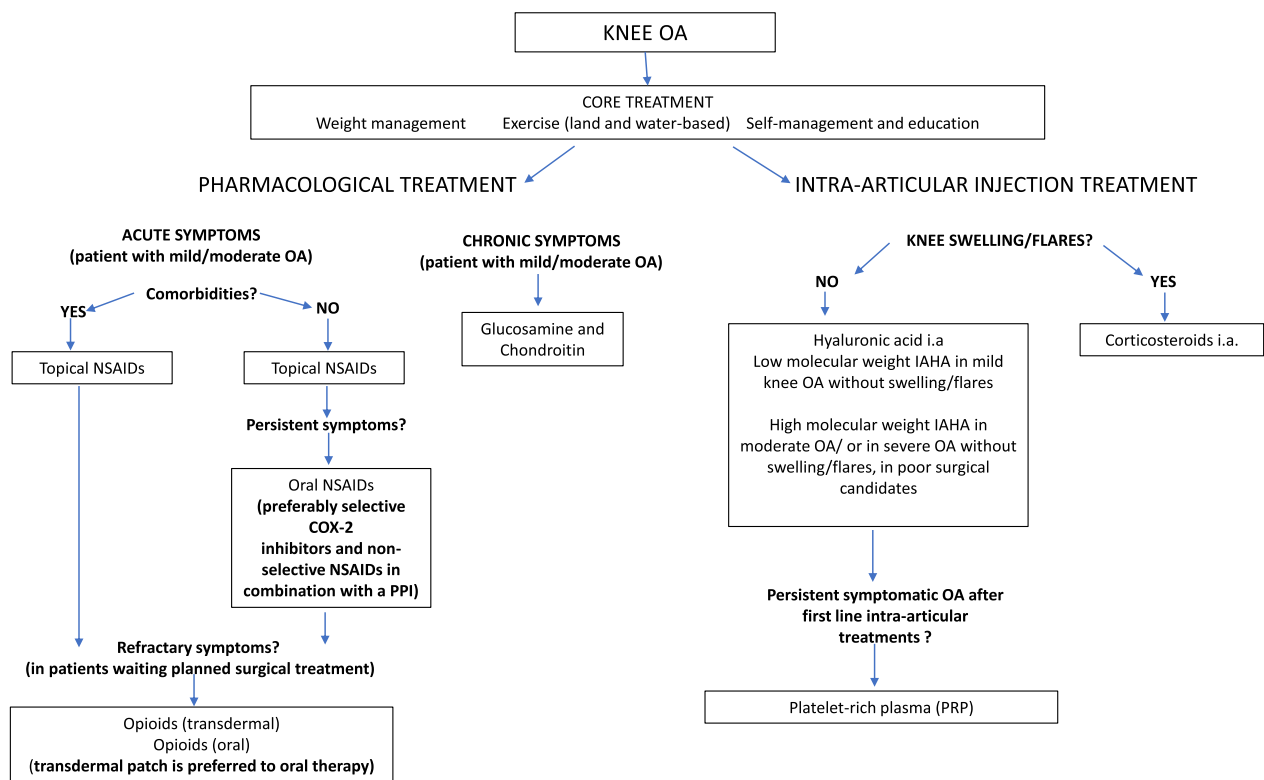 KNEE OA
CORE TREATMENT
Weight management Exercise (land and water-based) Self-management and education
PHARMACOLOGICAL TREATMENT
INTRA-ARTICULAR INJECTION TREATMENT
ACUTE SYMPTOMS
(patient with mild/moderate OA)
Comorbidities?
YES
NO
Topical NSAIDs
Topical NSAIDs
Persistent symptoms?
Oral NSAIDs
(preferably selective
COX-2
inhibitors and non-
selective NSAIDs in
combination with a PPI)
Refractory symptoms?
(in patients waiting planned surgical treatment)
Opioids (transdermal)
Opioids (oral)
(transdermal patch is preferred to oral therapy)
CHRONIC SYMPTOMS
(patient with mild/moderate OA)
Glucosamine and
Chondroitin
KNEE SWELLING/FLARES?
NO
YES
Hyaluronic acid i.a
Low molecular weight IAHA in mild
knee OA without swelling/flares
High molecular weight IAHA in
moderate OA/ or in severe OA without
swelling/flares, in poor surgical
candidates
Corticosteroids i.a.
Persistent symptomatic OA after
first line intra-articular
treatments ?
Platelet-rich plasma (PRP)